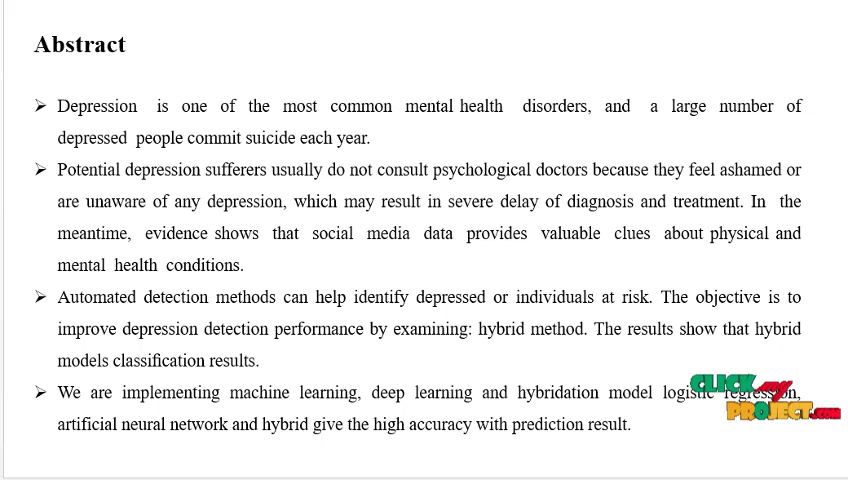 Abstract
➢ Depression is one of the most common mental health disorders, and a large number of
depressed people commit suicide each year.
➢ Potential depression sufferers usually do not consult psychological doctors because they feel ashamed or
are unaware of any depression, which may result in severe delay of diagnosis and treatment. In the
meantime, evidence shows that social media data provides valuable clues about physical and
mental health conditions.
➢ Automated detection methods can help identify depressed or individuals at risk. The objective is to
improve depression detection performance by examining: hybrid method. The results show that hybrid
models classification results.
➢ We are implementing machine learning, deep learning and hybridation model logistic regression,
artificial neural network and hybrid give the high accuracy with prediction result.
CLICK my
PROJECT.COM